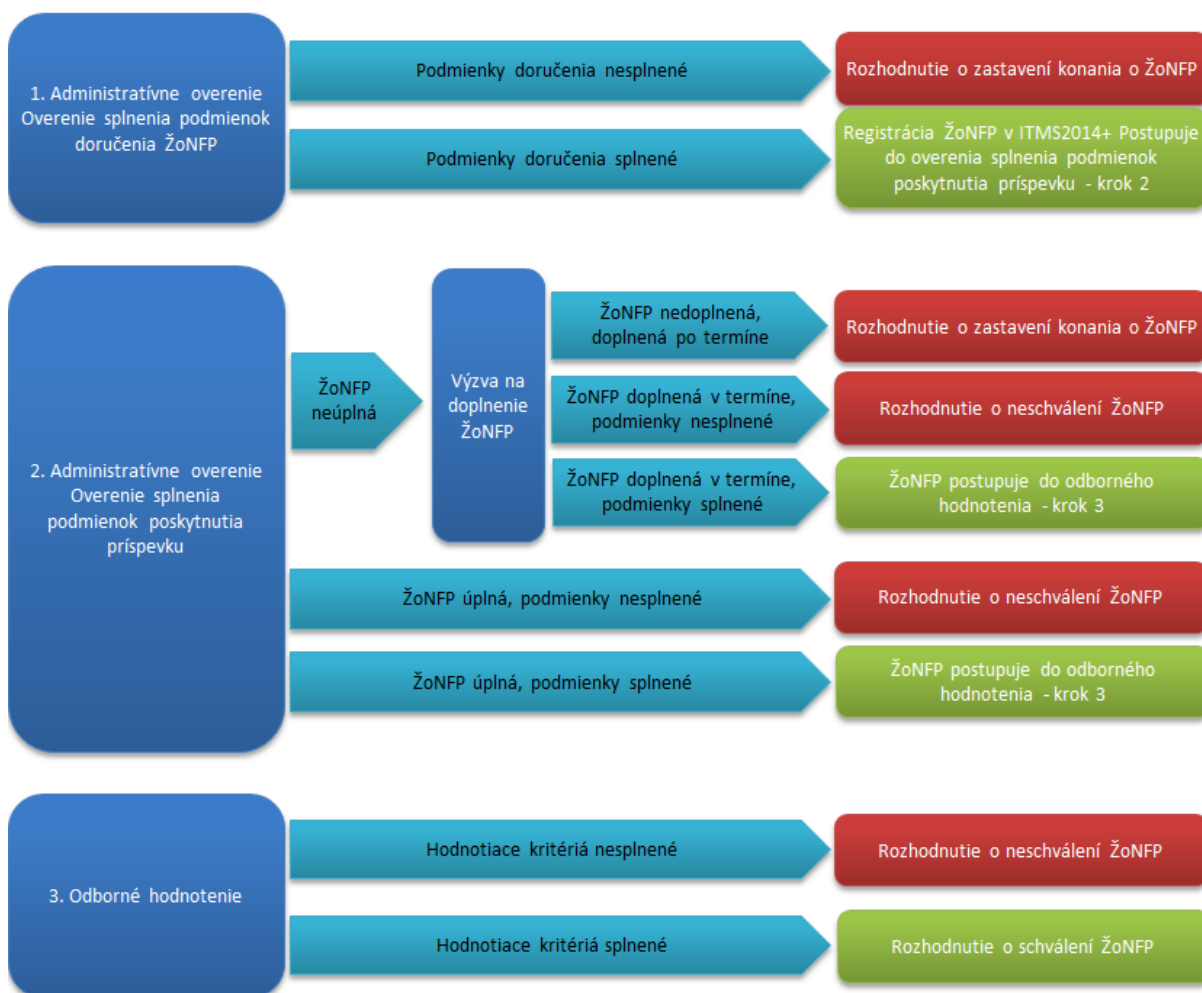 1. Administratívne overenie
Overenie splnenia podmienok
doručenia ŽoNFP
Podmienky doručenia nesplnené
Rozhodnutie o zastavení konania o ŽoNFP
Podmienky doručenia splnené
Registrácia ŽoNFP v ITMS2014+ Postupuje
do overenia splnenia podmienok
poskytnutia príspevku - krok 2
2. Administratívne overenie
Overenie splnenia
podmienok poskytnutia
príspevku
ŽoNFP
neúplná
Výzva na
doplnenie
ŽoNFP
ŽoNFP nedoplnená,
doplnená po termíne
Rozhodnutie o zastavení konania o ŽoNFP
ŽoNFP doplnená v termíne,
podmienky nesplnené
Rozhodnutie o neschválení ŽoNFP
ŽoNFP doplnená v termíne,
podmienky splnené
ŽoNFP postupuje do odborného
hodnotenia - krok 3
ŽoNFP úplná, podmienky nesplnené
Rozhodnutie o neschválení ŽoNFP
ŽoNFP úplná, podmienky splnené
ŽoNFP postupuje do odborného
hodnotenia - krok 3
3. Odborné hodnotenie
Hodnotiace kritériá nesplnené
Rozhodnutie o neschválení ŽoNFP
Hodnotiace kritériá splnené
Rozhodnutie o schválení ŽoNFP